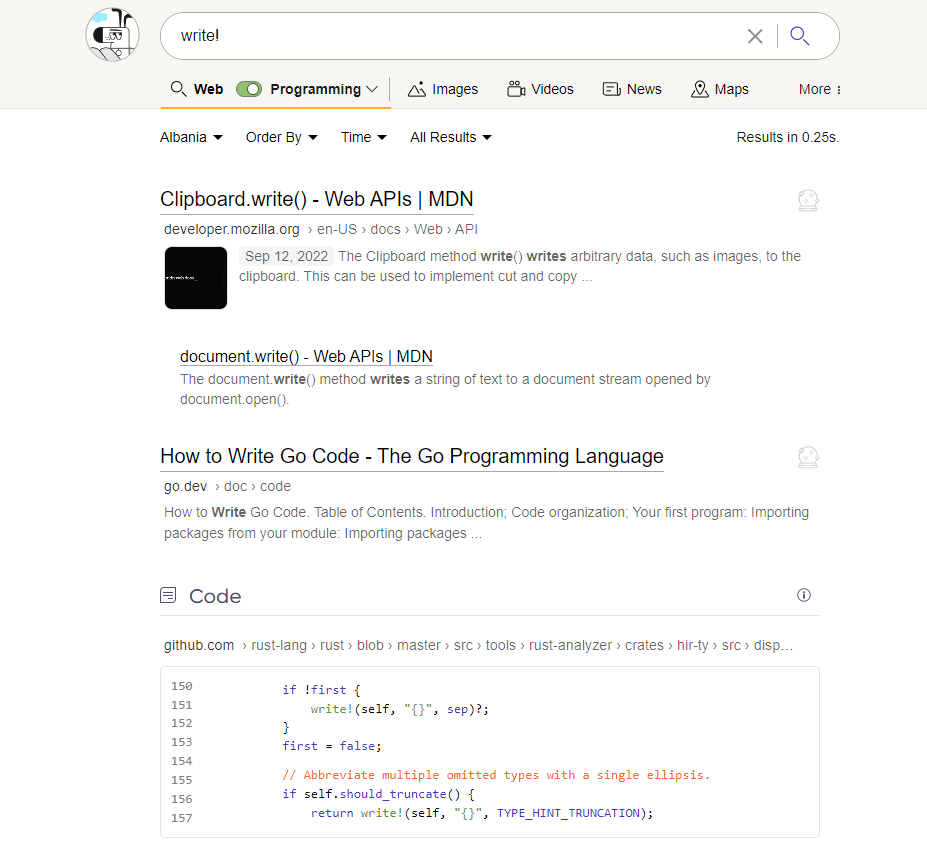 write!
Web Programming Images Videos News Maps More
Albania Order By Time All Results Results in 0.25s.
Clipboard.write() - Web APIs | MDN
developer.mozilla.org › en-US › docs › Web › API
Sep 12, 2022 The Clipboard method write() writes arbitrary data, such as images, to the
clipboard. This can be used to implement cut and copy ...
mdn web docs_
document.write() - Web APIs | MDN
The document.write() method writes a string of text to a document stream opened by
document.open().
How to Write Go Code - The Go Programming Language
go.dev › doc › code
How to Write Go Code. Table of Contents. Introduction; Code organization; Your first program: Importing
packages from your module: Importing packages ...
Code
github.com › rust-lang › rust › blob › master › src › tools › rust-analyzer › crates › hir-ty › src › disp…
150 if !first {
151 write!(self, "{}", sep)?;
152 }
153 first = false;
154
155 // Abbreviate multiple omitted types with a single ellipsis.
156 if self.should_truncate() {
157 return write!(self, "{}", TYPE_HINT_TRUNCATION);